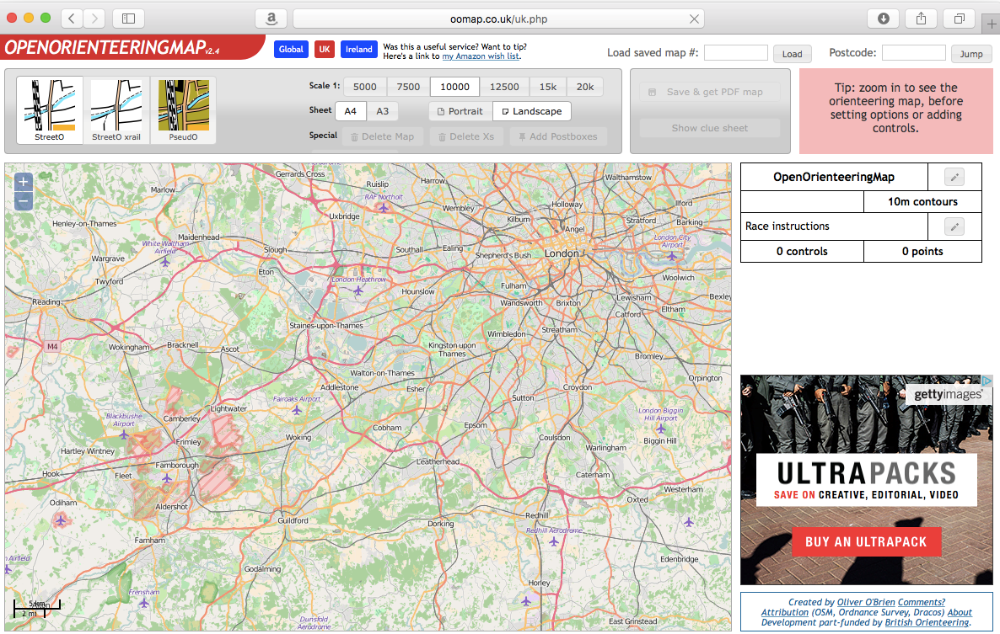 oomap.co.uk/uk.php
OPENORIENTEERINGMAP v2.4
Global
UK
Ireland
Was this a useful service? Want to tip?
Here's a link to my Amazon wish list.
Load saved map #:
Load
Postcode:
Jump
StreetO
StreetO xrail
PseudO
Scale 1:
5000
7500
10000
12500
15k
20k
Sheet
A4
A3
Portrait
Landscape
Special
Delete Map
Delete Xs
Add Postboxes
Save & get PDF map
Show clue sheet
Tip: zoom in to see the
orienteering map, before
setting options or adding
controls.
+
−
Gerrards Cross
Ruislip
Harrow
Walthamstow
Marlow
RAF Northolt
Wembley
Holloway
Ilford
Uxbridge
Kilburn
Stratford
Barking
Henley-on-Thames
Angel
Maidenhead
London City
Airport
White Waltham
Airfield
Slough
Southall
Ealing
Shepherd's Bush
London
Wargrave
Eton
Woolwich
Twyford
London Heathrow
Fulham
Hounslow
Wandsworth
Brixton
Lewisham
Bexley
Reading
Catford
Eltham
Staines-upon-Thames
Streatham
Wimbledon
M4
Wokingham
Bracknell
Ascot
Kingston upon
Thames
Bromley
Walton-on-Thames
Orpington
Addlestone
Esher
Croydon
Sutton
Fairoaks Airport
Lightwater
Camberley
London Biggin
Hill Airport
Blackbushe
Airport
Cobham
Epsom
Frimley
Woking
Coulsdon
Biggin Hill
Hartley Wintney
Warlingham
Farnborough
Leatherhead
Hook
Fleet
Caterham
Westerham
Odiham
Aldershot
Oxted
Guildford
Dorking
Redhill
Redhill Aerodrome
Farnham
Airfield
Edenbridge
Godalming
Horley
Frensham
Dunsfold
Aerodrome
East Grinstead
5 km
2 mi
OpenOrienteeringMap
10m contours
Race instructions
0 controls
0 points
gettyimages®
ULTRAPACKS
SAVE ON CREATIVE, EDITORIAL, VIDEO
BUY AN ULTRAPACK
Created by Oliver O'Brien Comments?
Attribution (OSM, Ordnance Survey, Dracos) About
Development part-funded by British Orienteering.